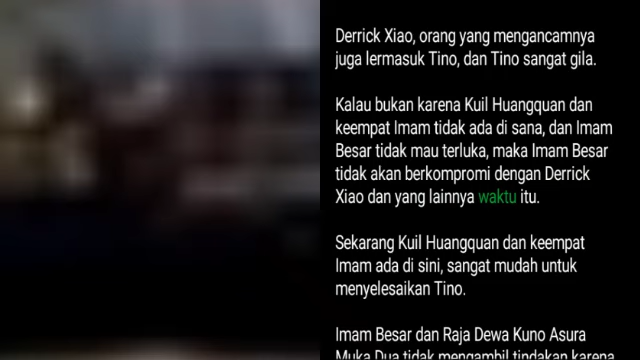 Derrick Xiao, orang yang mengancamnya
juga lermasuk Tino, dan Tino sangat gila.
Kalau bukan karena Kuil Huangquan dan
keempat Imam tidak ada di sana, dan Imam
Besar tidak mau terluka, maka Imam Besar
tidak akan berkompromi dengan Derrick
Xiao dan yang lainnya waktu itu.
Sekarang Kuil Huangquan dan keempat
Imam ada di sini, sangat mudah untuk
menyelesaikan Tino.
Imam Besar dan Raja Dewa Kuno Asura
Muka Dua tidak mengambil tindakan karena